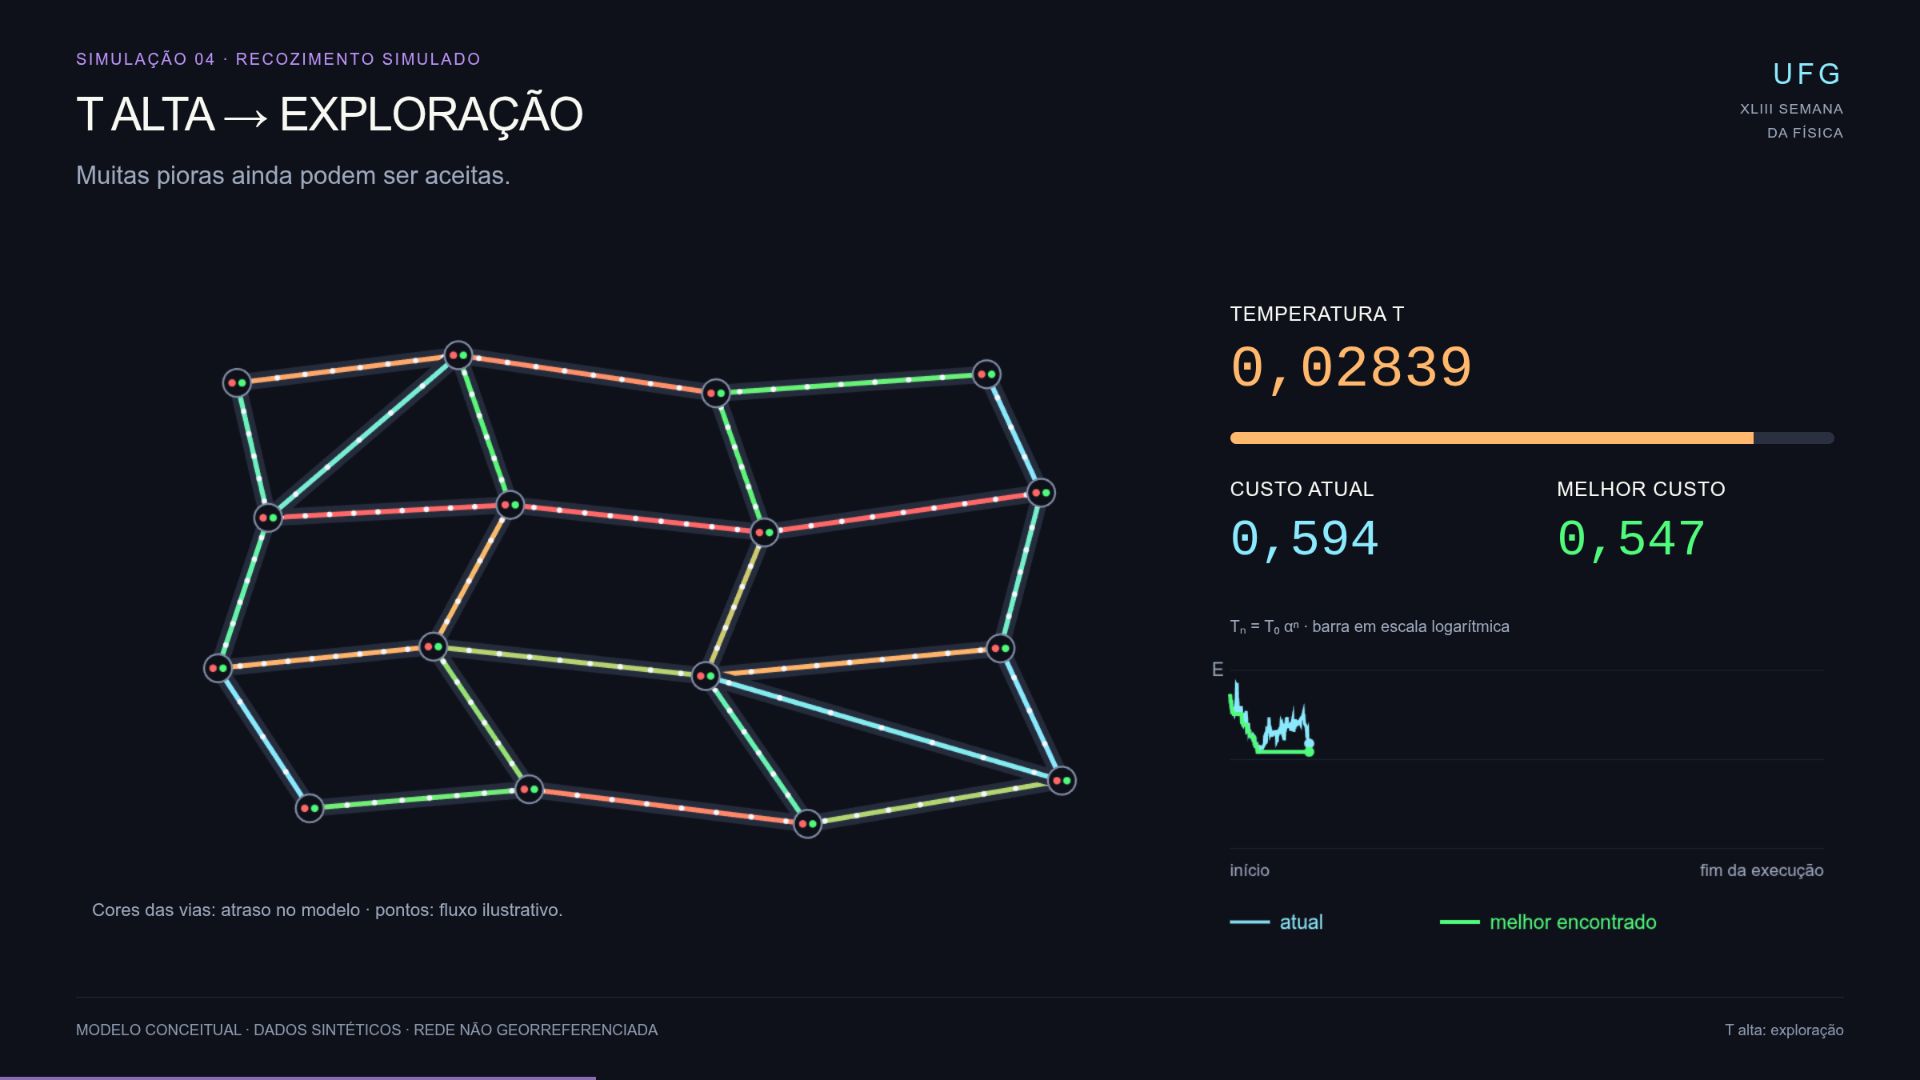 SIMULAÇÃO 04 · RECOZIMENTO SIMULADO
T ALTA → EXPLORAÇÃO
Muitas pioras ainda podem ser aceitas.
UFG
XLIII SEMANA
DA FÍSICA
TEMPERATURA T
0,02839
CUSTO ATUAL
0,594
MELHOR CUSTO
0,547
Tₙ = T₀ αⁿ · barra em escala logarítmica
E
início
fim da execução
atual
melhor encontrado
Cores das vias: atraso no modelo · pontos: fluxo ilustrativo.
MODELO CONCEITUAL · DADOS SINTÉTICOS · REDE NÃO GEORREFERENCIADA
T alta: exploração